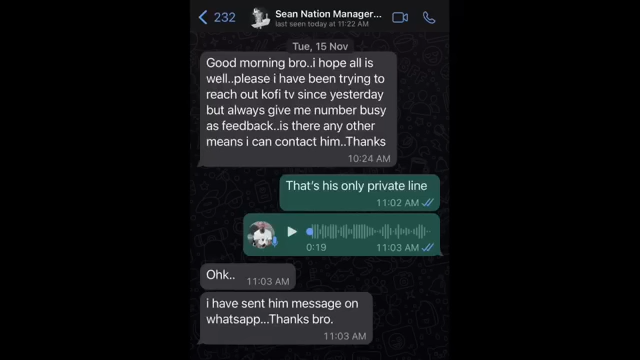 232
Sean Nation Manager...
last seen today at 11:22 AM
Tue, 15 Nov
Good morning bro..i hope all is
well..please i have been trying to
reach out kofi tv since yesterday
but always give me number busy
as feedback..is there any other
means i can contact him..Thanks
10:24 AM
That's his only private line
11:02 AM
0:19
11:03 AM
Ohk..
11:03 AM
i have sent him message on
whatsapp...Thanks bro.
11:03 AM